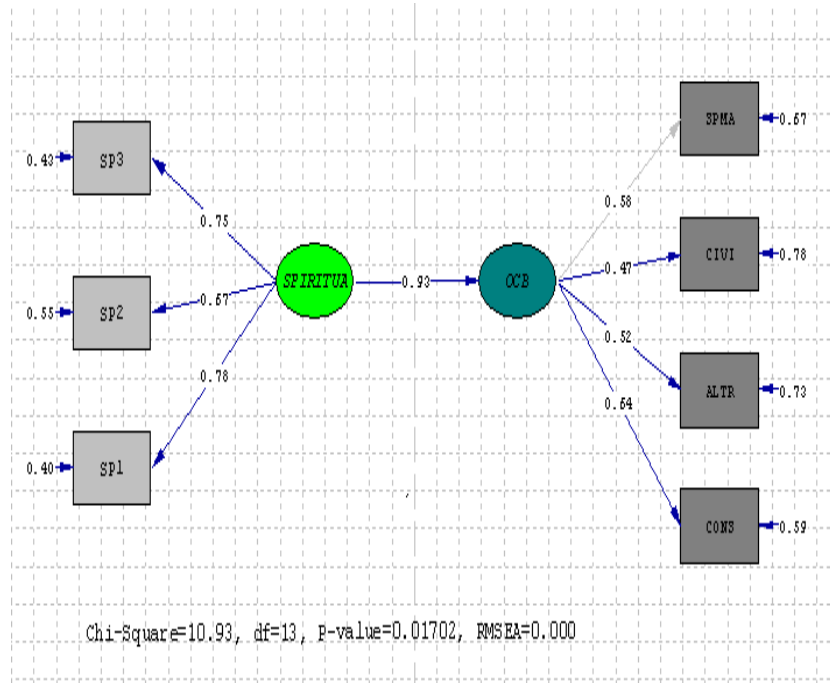 SPMA
0.67
0.43
sp3
0.58
0.75
CIVI
0.78
0.47
SPIRITUA
0.93
OCB
0.55
sp2
0.67
0.52
ALTR
0.73
0.78
0.64
0.40
sp1
CONS
0.59
Chi-Square=10.93, df=13, P-value=0.01702, RMSEA=0.000